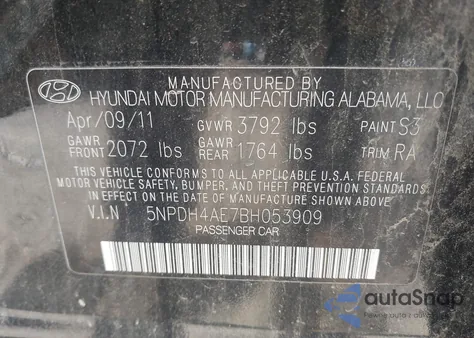 MANUFACTURED BY
HYUNDAI MOTOR MANUFACTURING ALABAMA, LLC
Apr/09/11 GVWR 3792 lbs PAINT S3
GAWR FRONT 2072 lbs GAWR REAR 1764 lbs TRIM RA
THIS VEHICLE CONFORMS TO ALL APPLICABLE U.S.A. FEDERAL
MOTOR VEHICLE SAFETY, BUMPER, AND THEFT PREVENTION STANDARDS
IN EFFECT ON THE DATE OF MANUFACTURE SHOWN ABOVE.
V.I.N 5NPDH4AE7BH053909
PASSENGER CAR
autoSnap